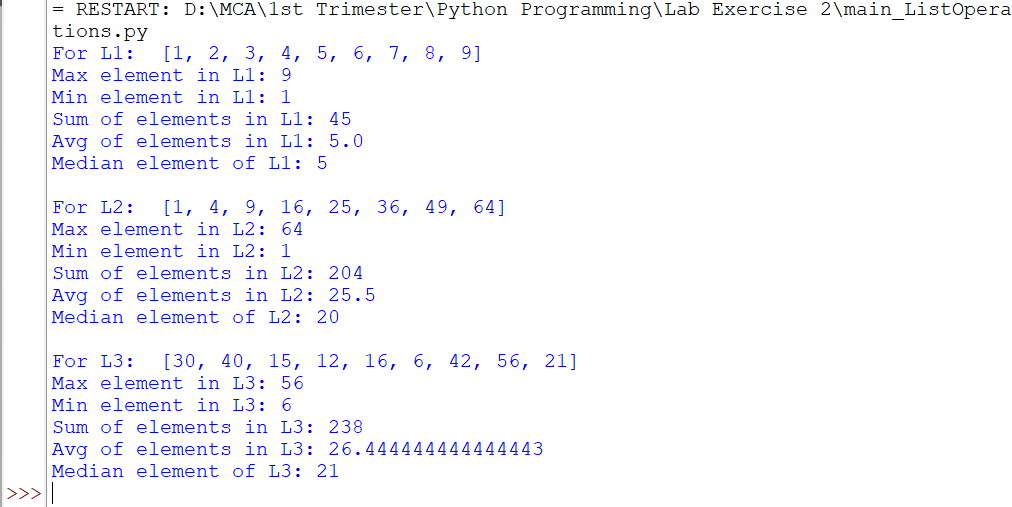 = RESTART: D:\MCA\1st Trimester\Python Programming\Lab Exercise 2\main_ListOpera
tions.py
For L1:  [1, 2, 3, 4, 5, 6, 7, 8, 9]
Max element in L1: 9
Min element in L1: 1
Sum of elements in L1: 45
Avg of elements in L1: 5.0
Median element of L1: 5
For L2:  [1, 4, 9, 16, 25, 36, 49, 64]
Max element in L2: 64
Min element in L2: 1
Sum of elements in L2: 204
Avg of elements in L2: 25.5
Median element of L2: 20
For L3:  [30, 40, 15, 12, 16, 6, 42, 56, 21]
Max element in L3: 56
Min element in L3: 6
Sum of elements in L3: 238
Avg of elements in L3: 26.444444444444443
Median element of L3: 21
>>>